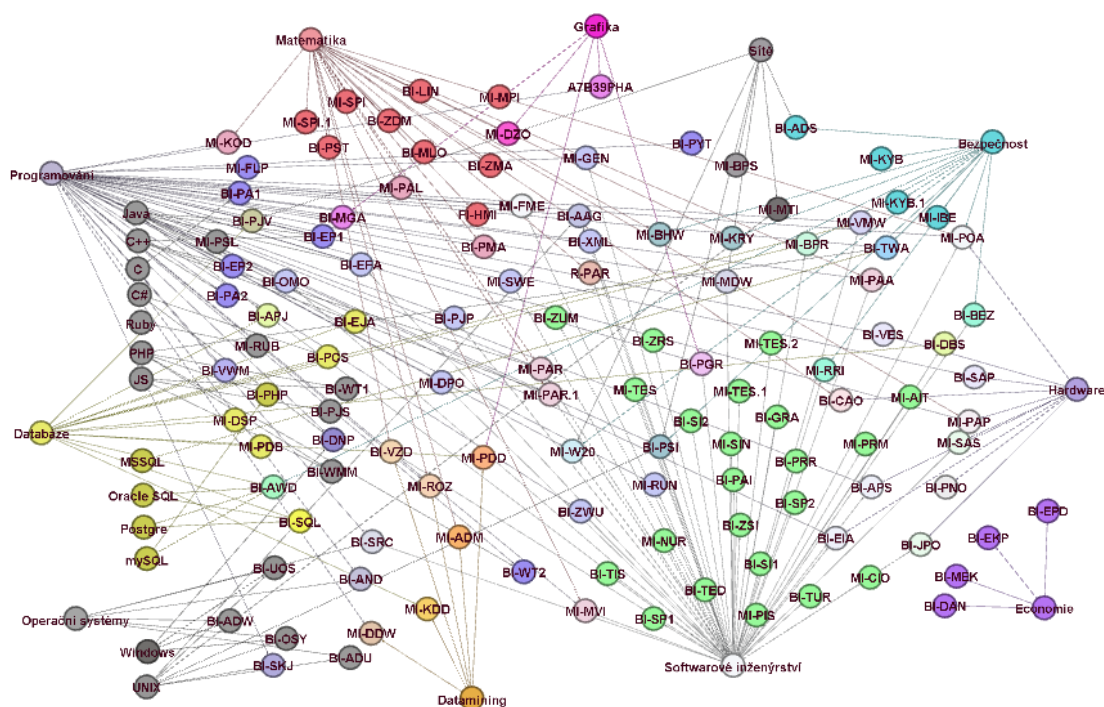 Grafika
Matematika
Sítě
A7B39PHA
BI-LIN
MI-MPI
MI-SPI
BI-ZDM
MI-SPI.1
MI-DZO
BI-ADS
MI-KOD
BI-PST
BI-PYT
Bezpečnost
BI-MLO
MI-GEN
MI-KYB
MI-FLP
BI-ZMA
MI-BPS
Programování
MI-PAL
BI-PA1
MI-KYB.1
MI-FME
MI-MTI
Java
BI-PJV
BI-MGA
BI-AAG
MI-VMW
MI-IBE
C++
MI-PSL
BI-EP1
BI-PMA
BI-XML
MI-BHW
MI-KRY
MI-BPR
BI-TWA
MI-POA
C
BI-EP2
BI-EFA
R-PAR
BI-OMO
MI-SWE
MI-MDW
MI-PAA
C#
BI-PA2
BI-APJ
BI-EJA
BI-PJP
BI-ZUM
BI-BEZ
Ruby
MI-RUB
BI-ZRS
MI-TES.2
BI-VES
BI-DBS
PHP
BI-PGS
BI-PGR
MI-PAR
MI-RRI
BI-SAP
JS
BI-VWM
BI-WT1
MI-DPO
MI-PAR.1
MI-TES
MI-TES.1
BI-CAO
MI-AIT
Hardware
BI-PHP
BI-PJS
BI-GRA
MI-DSP
BI-SI2
MI-PAP
Databáze
MI-PDB
BI-DNP
BI-VZD
MI-PDD
MI-W20
BI-PSI
MI-SIN
MI-PRM
MI-SAS
MSSQL
BI-WMM
BI-PRR
BI-AWD
MI-ROZ
MI-RUN
BI-PAI
BI-APS
BI-PNO
Oracle SQL
BI-SP2
BI-SQL
BI-ZWU
BI-ZSI
BI-EPD
Postgre
BI-SRC
MI-ADM
MI-NUR
BI-EIA
BI-EKP
mySQL
BI-JPO
BI-UOS
BI-AND
BI-WT2
BI-TIS
BI-SI1
MI-CIO
BI-MEK
BI-TED
BI-TUR
Operační systémy
BI-ADW
MI-KDD
MI-MVI
BI-SP1
MI-PIS
BI-DAN
Economie
BI-OSY
MI-DDW
Windows
BI-ADU
BI-SKJ
Softwarové inženýrství
UNIX
Datamining